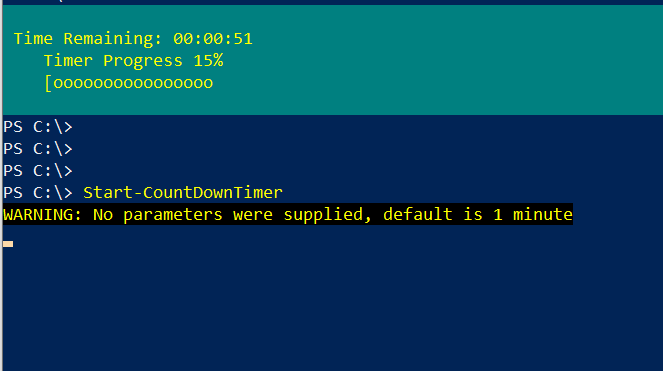 Time Remaining: 00:00:51
Timer Progress 15%
[oooooooooooooooo
PS C:\>
PS C:\>
PS C:\>
PS C:\> Start-CountDownTimer
WARNING: No parameters were supplied, default is 1 minute